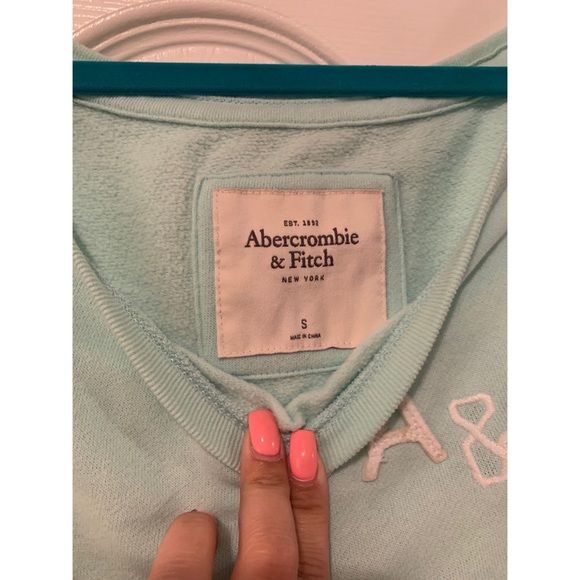 EST. 1892
Abercrombie
& Fitch
NEW YORK
S
MADE IN CHINA
A &